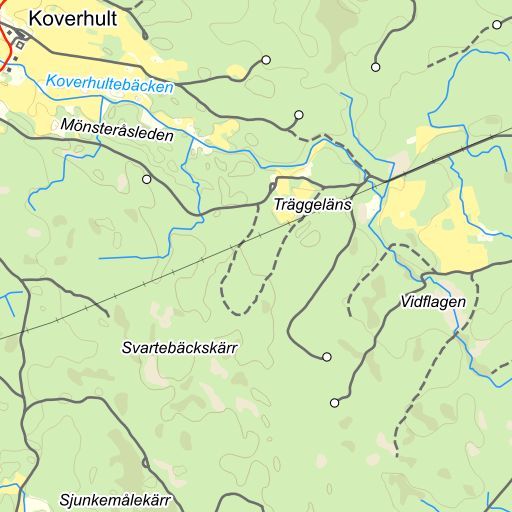 Koverhult
Koverhultebäcken
Mönsteråsleden
Träggeläns
Vidflagen
Svartebäckskärr
Sjunkemålekärr